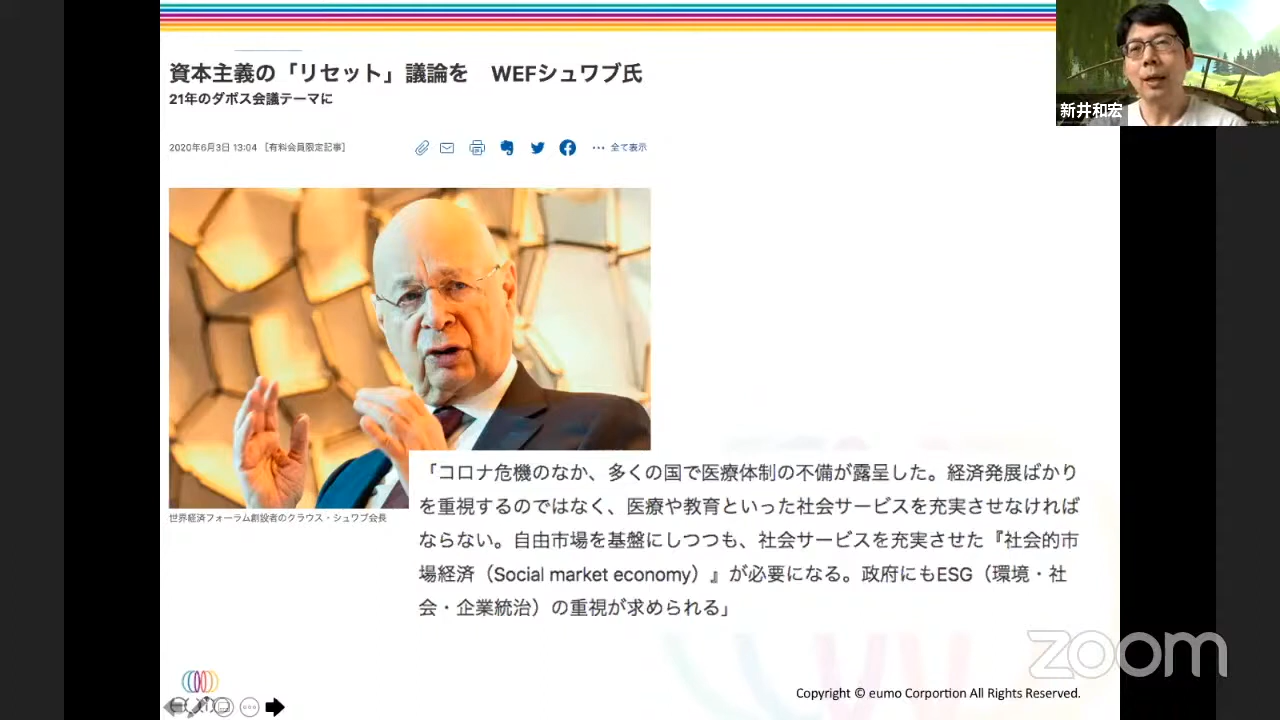 資本主義の「リセット」議論を　WEFシュワブ氏
21年のダボス会議テーマに
2020年6月3日 13:04 ［有料会員限定記事］
全て表示
新井和宏
世界経済フォーラム創設者のクラウス・シュワブ会長
「コロナ危機のなか、多くの国で医療体制の不備が露呈した。経済発展ばかり
を重視するのではなく、医療や教育といった社会サービスを充実させなければ
ならない。自由市場を基盤にしつつも、社会サービスを充実させた『社会的市
場経済（Social market economy）』が必要になる。政府にもESG（環境・社
会・企業統治）の重視が求められる」
zoom
Copyright © eumo Corportion All Rights Reserved.